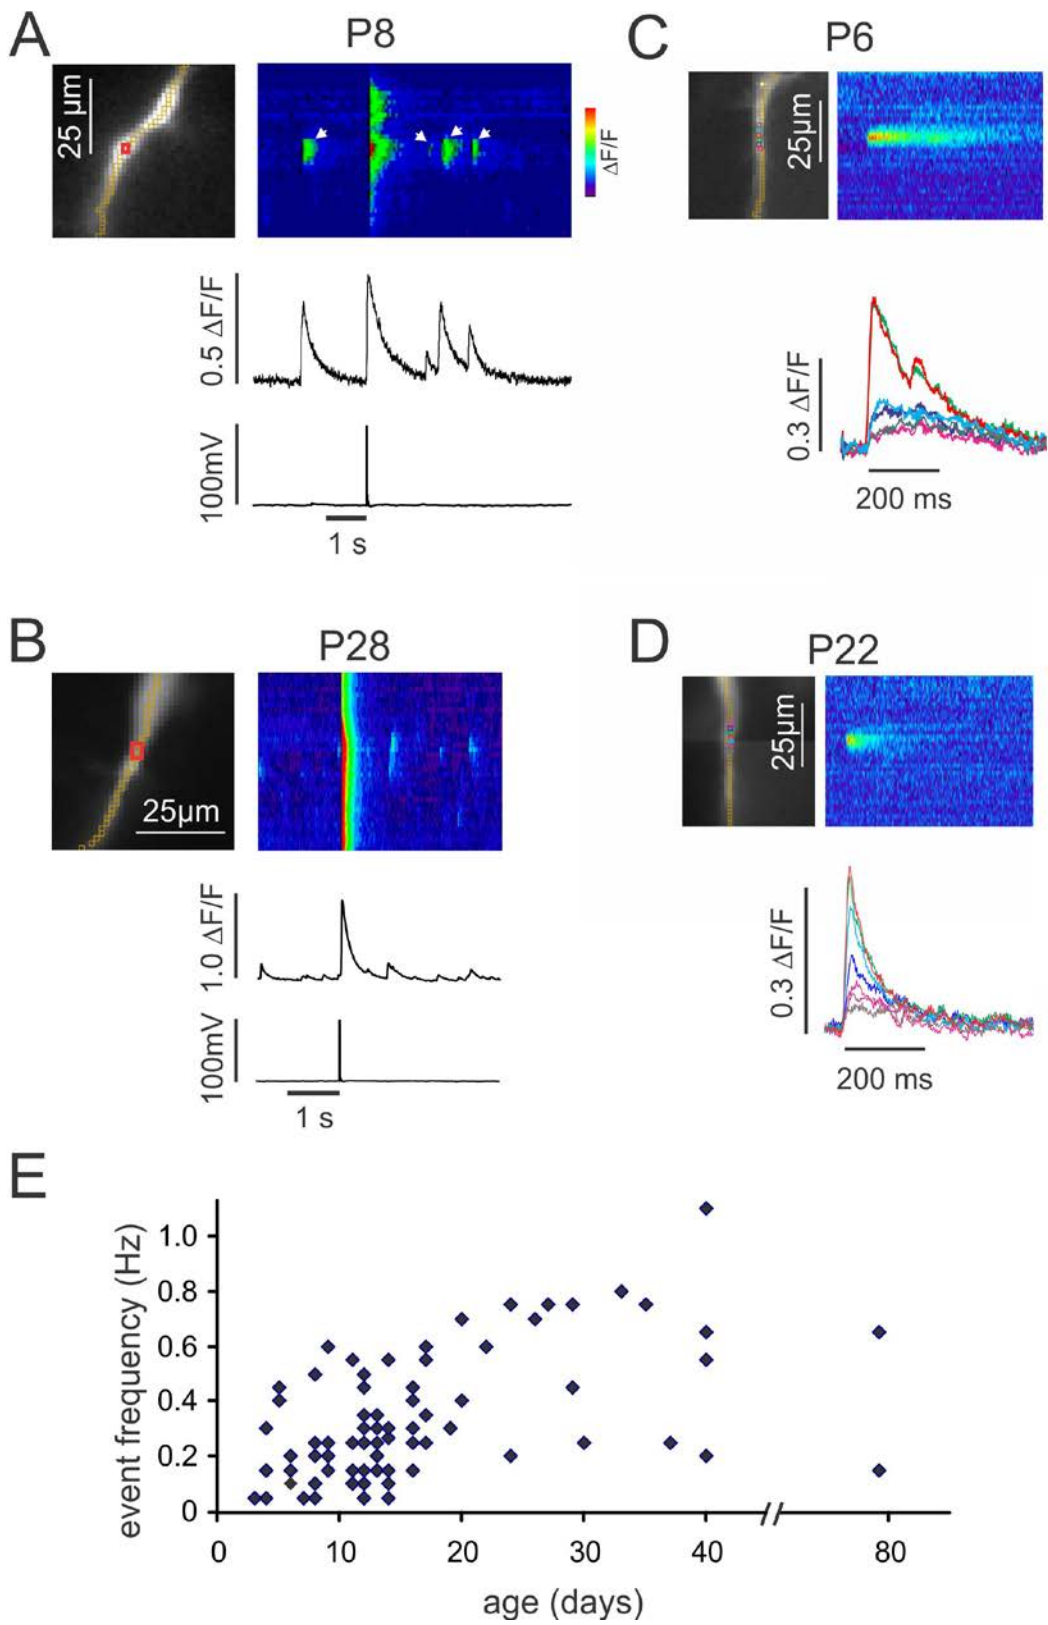 A
P8
25 µm
ΔF/F
0.5 ΔF/F
100mV
1 s
C
P6
25µm
0.3 ΔF/F
200 ms
B
P28
25µm
1.0 ΔF/F
100mV
1 s
D
P22
25µm
0.3 ΔF/F
200 ms
E
event frequency (Hz)
1.0
0.8
0.6
0.4
0.2
0
0 10 20 30 40 80
age (days)